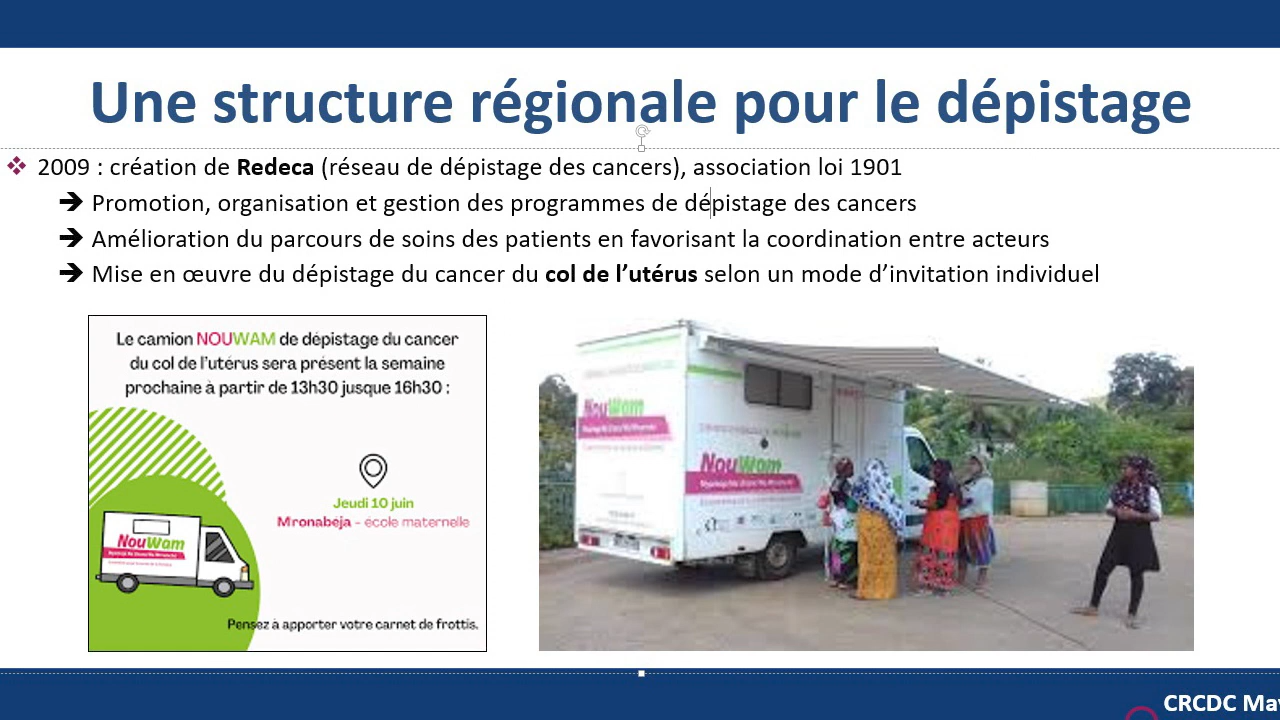 Une structure régionale pour le dépistage
2009 : création de Redeca (réseau de dépistage des cancers), association loi 1901
Promotion, organisation et gestion des programmes de dépistage des cancers
Amélioration du parcours de soins des patients en favorisant la coordination entre acteurs
Mise en œuvre du dépistage du cancer du col de l’utérus selon un mode d’invitation individuel
Le camion NOUWAM de dépistage du cancer
du col de l’utérus sera présent la semaine
prochaine à partir de 13h30 jusque 16h30 :
Jeudi 10 juin
Mronabeja - école maternelle
NouWam
Pensez à apporter votre carnet de frottis.
NouWam
NouWam
CRCDC